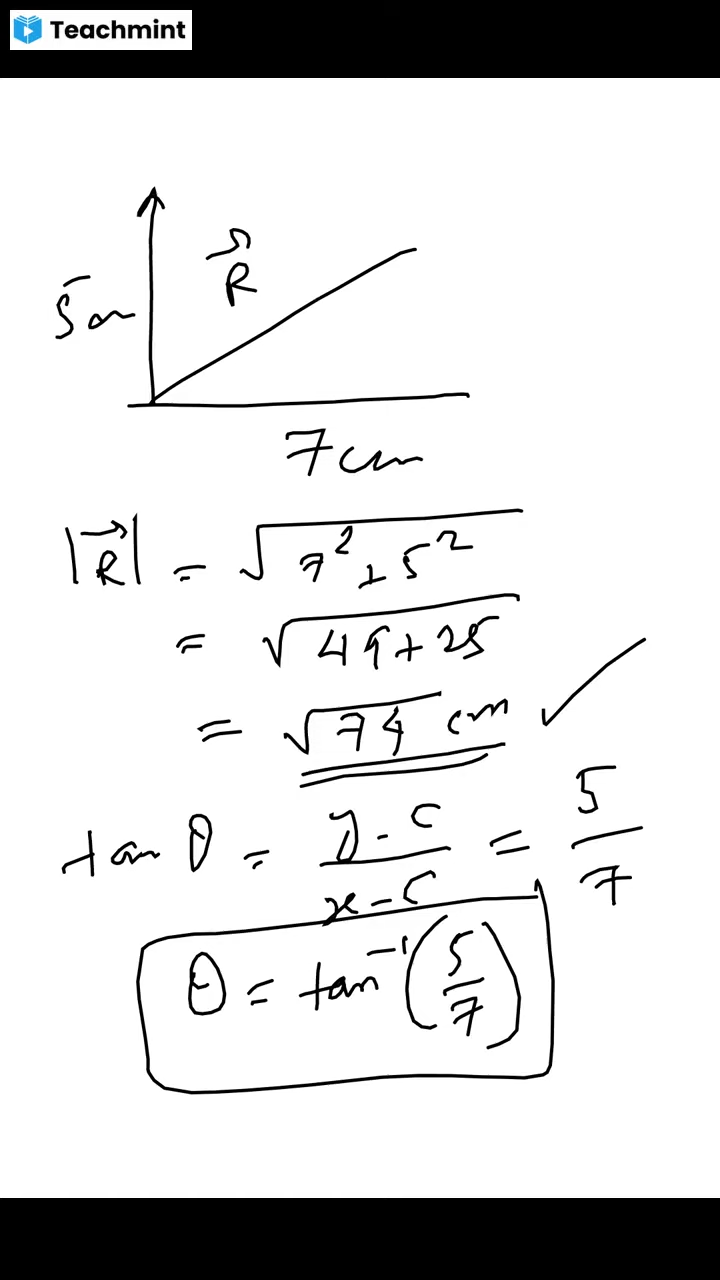 Teachmint
R
5 cm
7 cm
|R| = √7² + 5²
= √49 + 25
= √74 cm ✓
tan θ = y-c / x-c = 5 / 7
θ = tan⁻¹ (5/7)